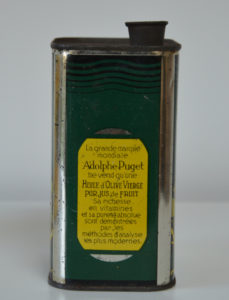 La grande marque
mondiale
Adolphe Puget
ne vend qu'une
HUILE d'OLIVE VIERGE
PUR JUS de FRUIT
Sa richesse
en vitamines
et sa pureté absolue
sont démontrées
par les
méthodes d'analyse
les plus modernes.